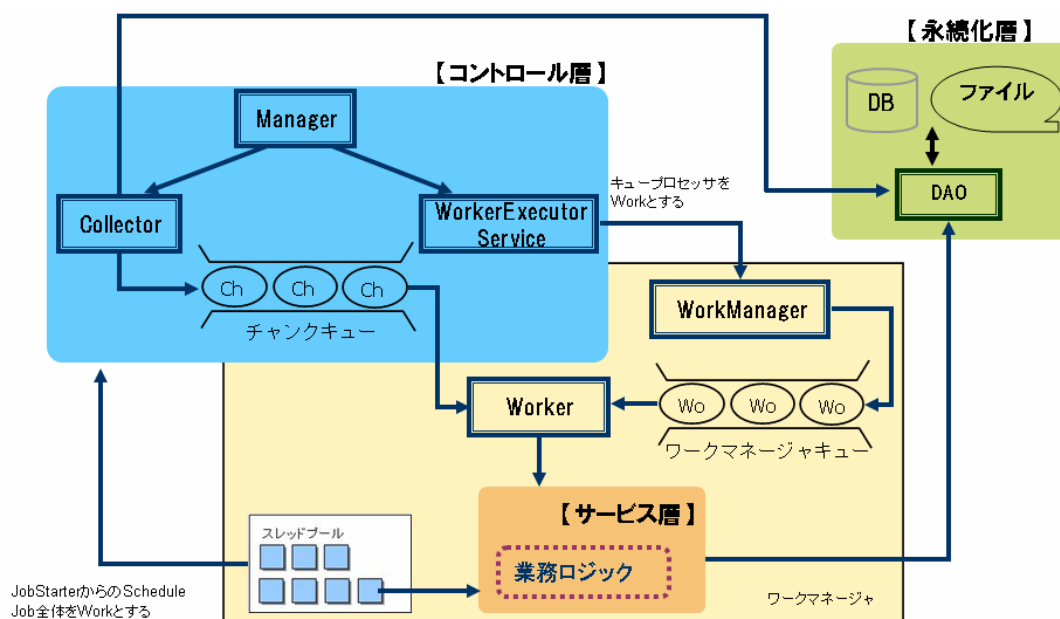 【永続化層】
【コントロール層】
DB
ファイル
Manager
キュープロセッサを
Workとする
DAO
Collector
WorkerExecutor
Service
Ch
Ch
Ch
チャンクキュー
WorkManager
Worker
Wo
Wo
Wo
ワークマネージャキュー
【サービス層】
スレッドプール
業務ロジック
JobStarterからのSchedule
Job全体をWorkとする
ワークマネージャ